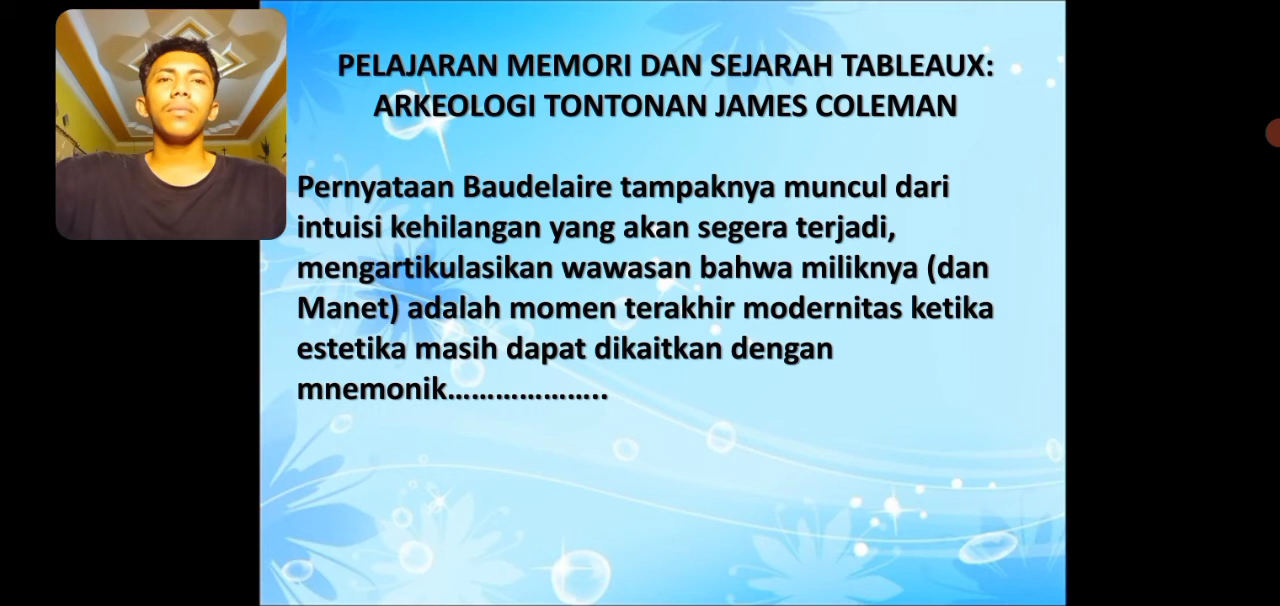 PELAJARAN MEMORI DAN SEJARAH TABLEAUX:
ARKEOLOGI TONTONAN JAMES COLEMAN
Pernyataan Baudelaire tampaknya muncul dari
intuisi kehilangan yang akan segera terjadi,
mengartikulasikan wawasan bahwa miliknya (dan
Manet) adalah momen terakhir modernitas ketika
estetika masih dapat dikaitkan dengan
mnemonik………………..